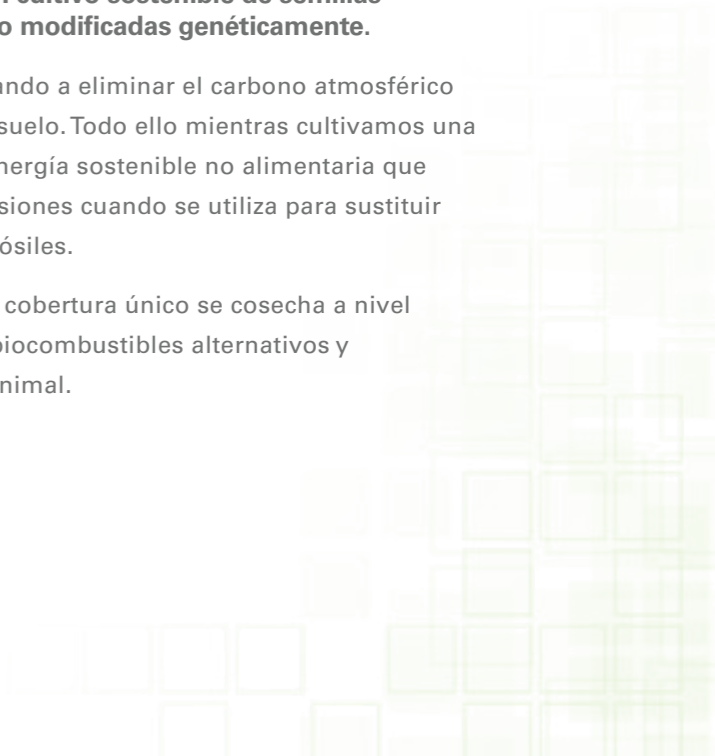 cultivo sostenible de semillas
o modificadas genéticamente.
ando a eliminar el carbono atmosférico
suelo. Todo ello mientras cultivamos una
nergía sostenible no alimentaria que
siones cuando se utiliza para sustituir
ósiles.
cobertura único se cosecha a nivel
biocombustibles alternativos y
nimal.